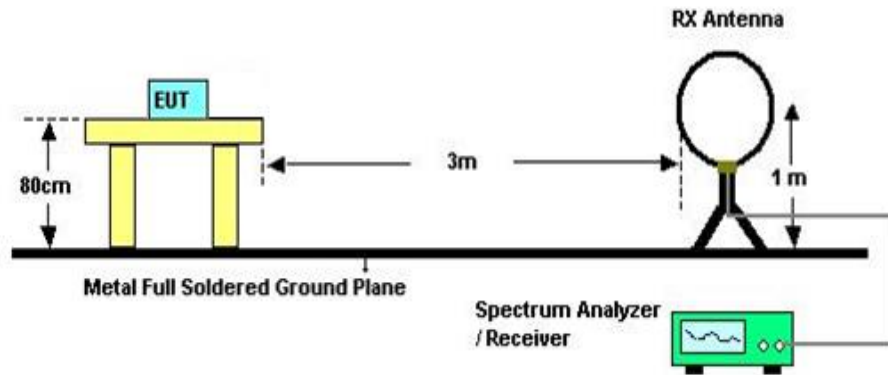 RX Antenna
EUT
3m
80cm
1 m
Metal Full Soldered Ground Plane
Spectrum Analyzer
/ Receiver